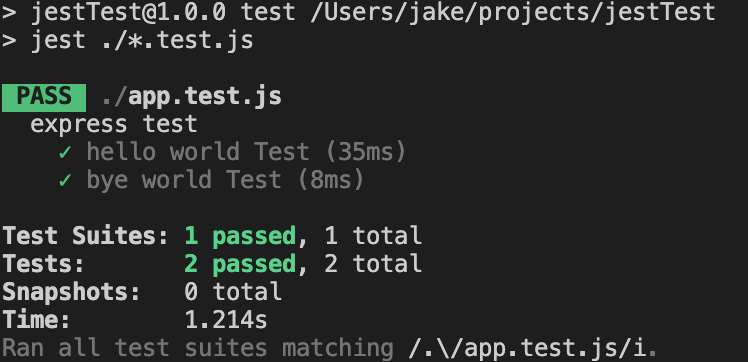 > jestTest@1.0.0 test /Users/jake/projects/jestTest
> jest ./*.test.js
PASS ./app.test.js
express test
✓ hello world Test (35ms)
✓ bye world Test (8ms)
Test Suites: 1 passed, 1 total
Tests: 2 passed, 2 total
Snapshots: 0 total
Time: 1.214s
Ran all test suites matching /.\/app.test.js/i.